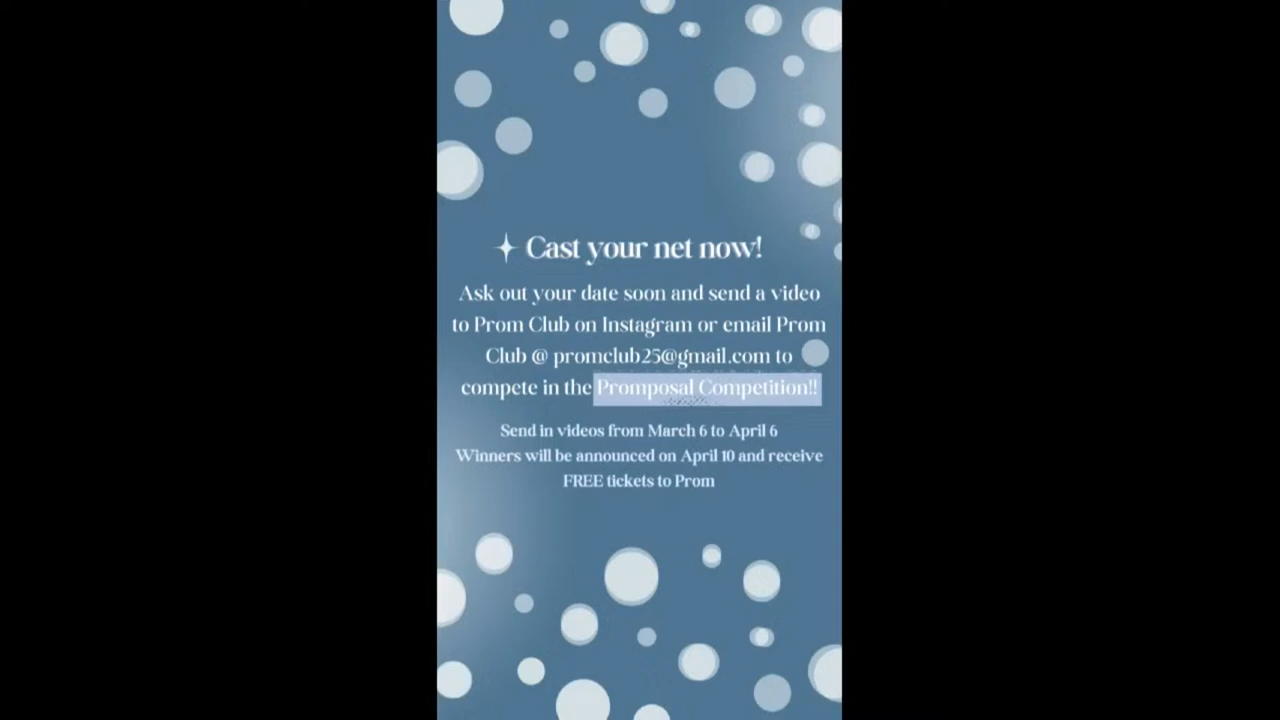 Cast your net now!
Ask out your date soon and send a video
to Prom Club on Instagram or email Prom
Club @ promclub25@gmail.com to
compete in the Promposal Competition!!
Send in videos from March 6 to April 6
Winners will be announced on April 10 and receive
FREE tickets to Prom